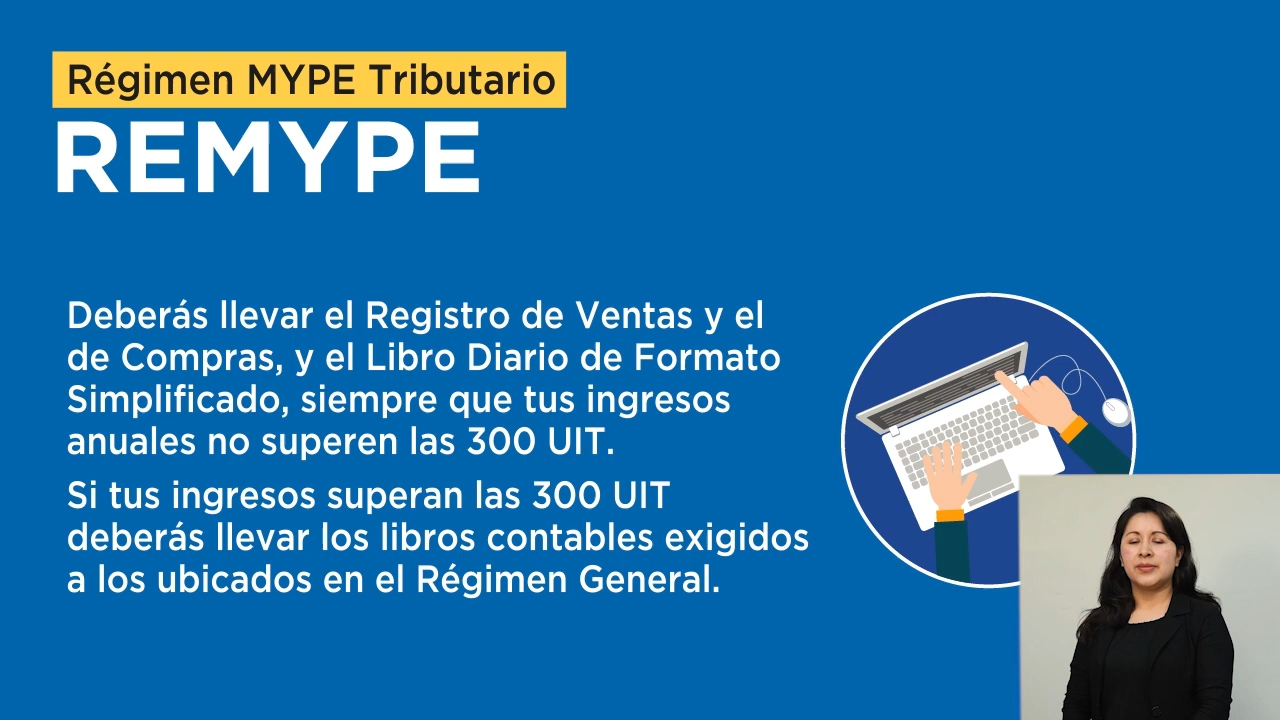 Régimen MYPE Tributario
REMYPE
Deberás llevar el Registro de Ventas y el
de Compras, y el Libro Diario de Formato
Simplificado, siempre que tus ingresos
anuales no superen las 300 UIT.
Si tus ingresos superan las 300 UIT
deberás llevar los libros contables exigidos
a los ubicados en el Régimen General.